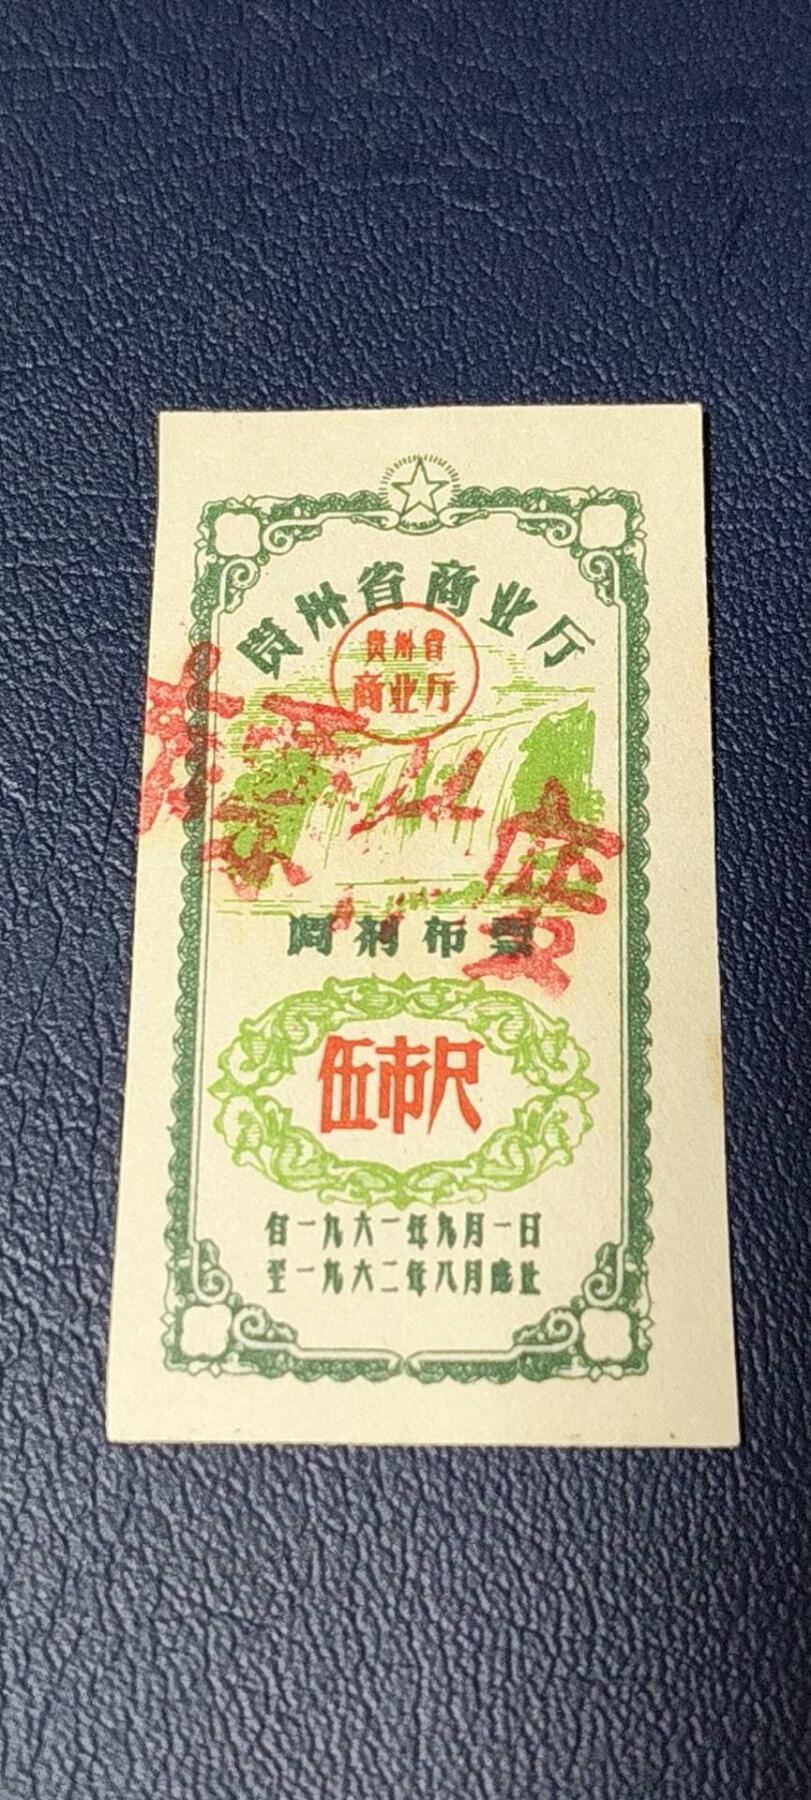 贵州省商业厅
贵州省
商业厅
调剂布票
伍市尺
自一九六一年九月一日
至一九六二年八月底止